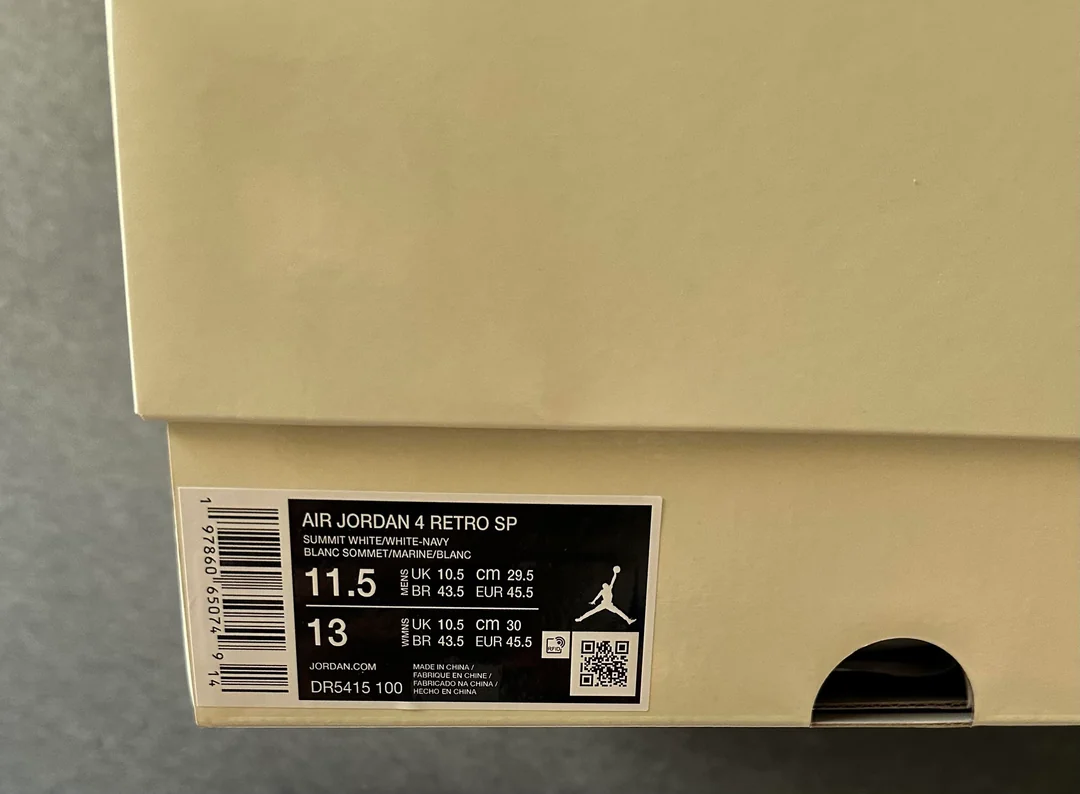 1 97860 65074 9 14
AIR JORDAN 4 RETRO SP
SUMMIT WHITE/WHITE-NAVY
BLANC SOMMET/MARINE/BLANC
11.5 MENS UK 10.5 cm 29.5
BR 43.5 EUR 45.5
13 WMNS UK 10.5 cm 30
BR 43.5 EUR 45.5
RFID
JORDAN.COM
DR5415 100
MADE IN CHINA /
FABRIQUE EN CHINE /
FABRICADO NA CHINA /
HECHO EN CHINA